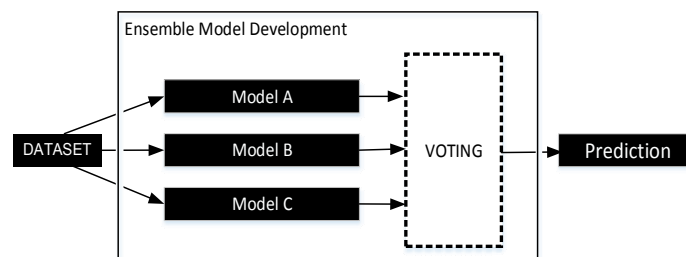 Ensemble Model Development
Model A
DATASET
Model B
VOTING
Prediction
Model C